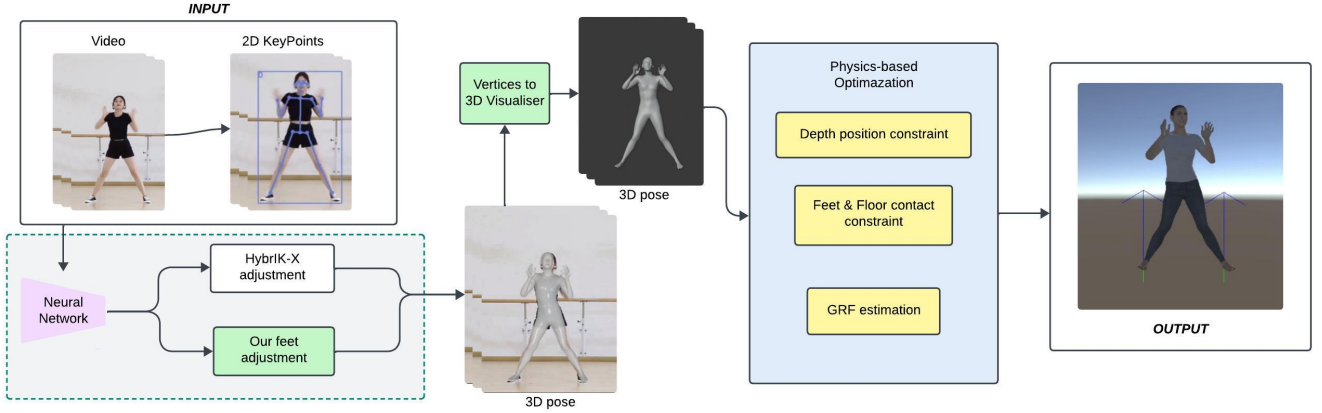 INPUT
Video
2D KeyPoints
Neural
Network
HybrIK-X
adjustment
Our feet
adjustment
3D pose
Vertices to
3D Visualiser
3D pose
Physics-based
Optimazation
Depth position constraint
Feet & Floor contact
constraint
GRF estimation
OUTPUT